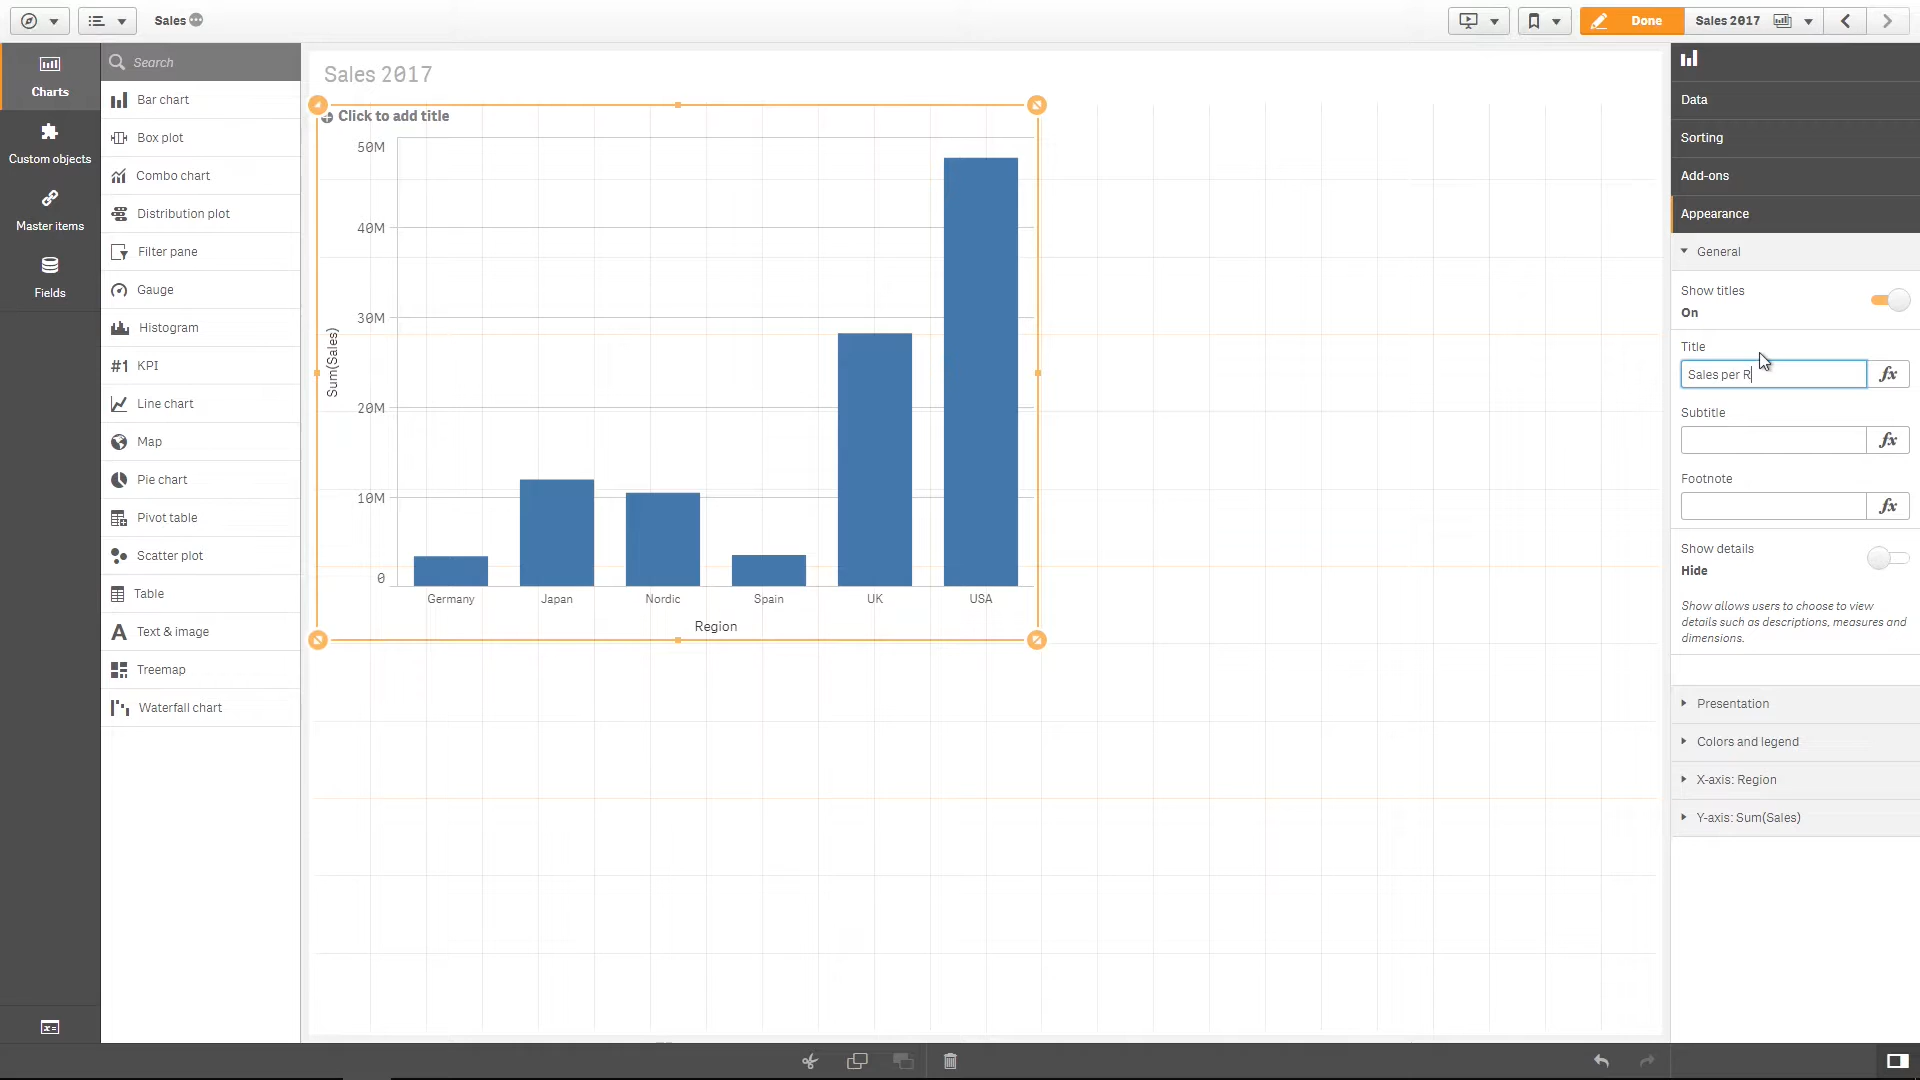 Sales
Done
Sales 2017
Charts
Custom objects
Master items
Fields
Search
Bar chart
Box plot
Combo chart
Distribution plot
Filter pane
Gauge
Histogram
#1 KPI
Line chart
Map
Pie chart
Pivot table
Scatter plot
Table
A Text & image
Treemap
Waterfall chart
Sales 2017
Click to add title
50M
40M
30M
20M
10M
0
Sum(Sales)
Germany
Japan
Nordic
Spain
UK
USA
Region
Data
Sorting
Add-ons
Appearance
General
Show titles
On
Title
Sales per R
fx
Subtitle
fx
Footnote
fx
Show details
Hide
Show allows users to choose to view
details such as descriptions, measures and
dimensions.
Presentation
Colors and legend
X-axis: Region
Y-axis: Sum(Sales)